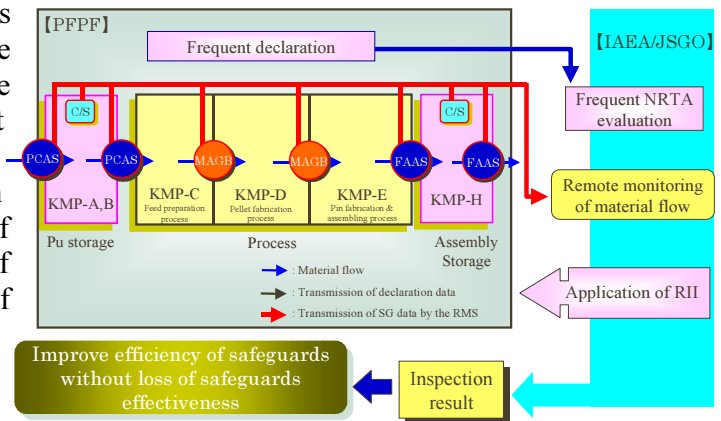 s
e
e
t
n
f
f
f
【PFPF】
Frequent declaration
【IAEA/JSGO】
Frequent NRTA
evaluation
C/S
C/S
PCAS
PCAS
MAGB
MAGB
FAAS
FAAS
KMP-A,B
KMP-C
Feed preparation
process
KMP-D
Pellet fabrication
process
KMP-E
Pin fabrication &
assembling process
KMP-H
Remote monitoring
of material flow
Pu storage
Process
Assembly
Storage
: Material flow
: Transmission of declaration data
: Transmission of SG data by the RMS
Application of RII
Improve efficiency of safeguards
without loss of safeguards
effectiveness
Inspection
result